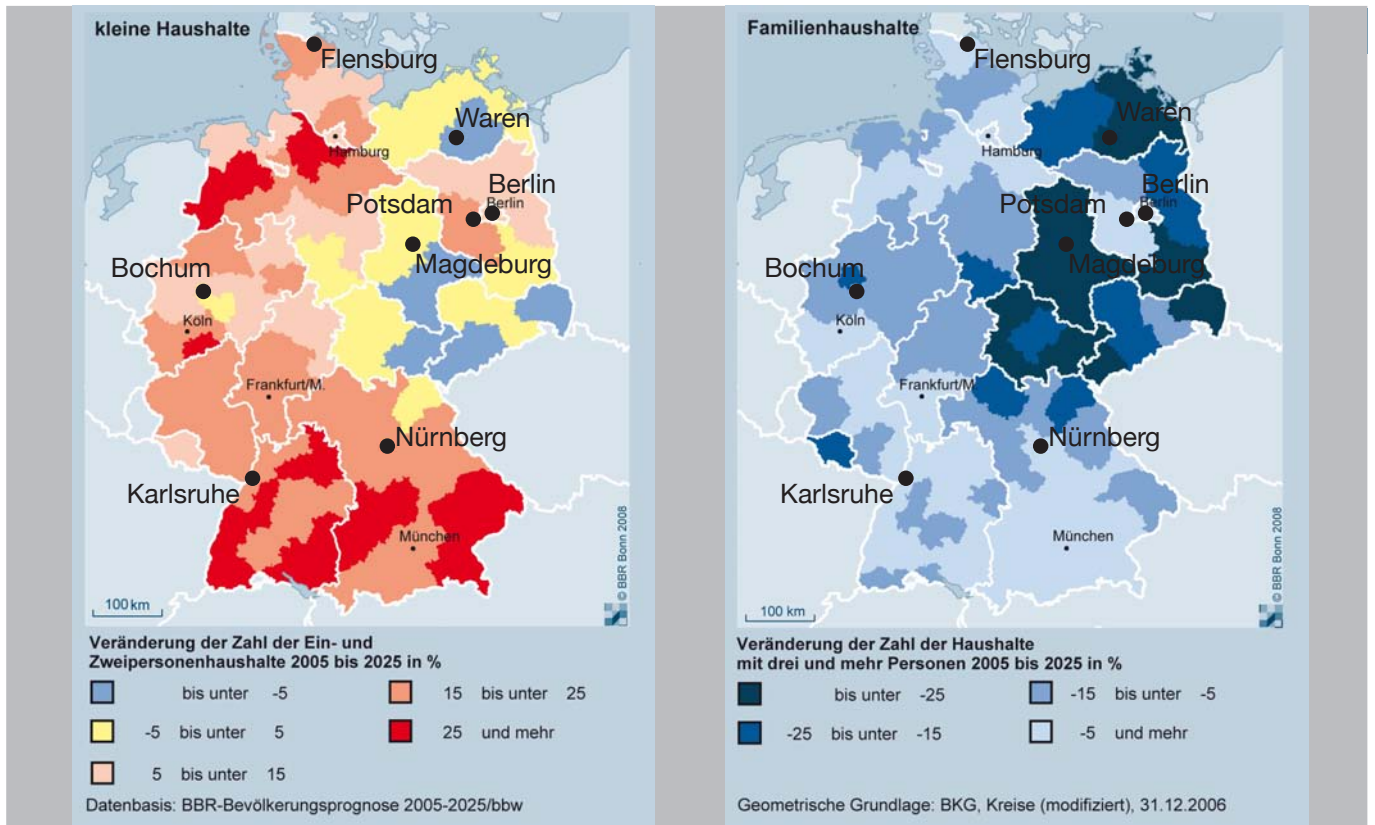 kleine Haushalte
Flensburg
Waren
Hamburg
Berlin
Berlin
Potsdam
Magdeburg
Bochum
Köln
Frankfurt/M.
Nürnberg
Karlsruhe
München
100 km
© BBR Bonn 2008
Veränderung der Zahl der Ein- und
Zweipersonenhaushalte 2005 bis 2025 in %
bis unter -5
-5 bis unter 5
5 bis unter 15
15 bis unter 25
25 und mehr
Datenbasis: BBR-Bevölkerungsprognose 2005-2025/bbw
Familienhaushalte
Flensburg
Waren
Hamburg
Berlin
Berlin
Potsdam
Magdeburg
Bochum
Köln
Frankfurt/M.
Nürnberg
Karlsruhe
München
100 km
© BBR Bonn 2008
Veränderung der Zahl der Haushalte
mit drei und mehr Personen 2005 bis 2025 in %
bis unter -25
-25 bis unter -15
-15 bis unter -5
-5 und mehr
Geometrische Grundlage: BKG, Kreise (modifiziert), 31.12.2006